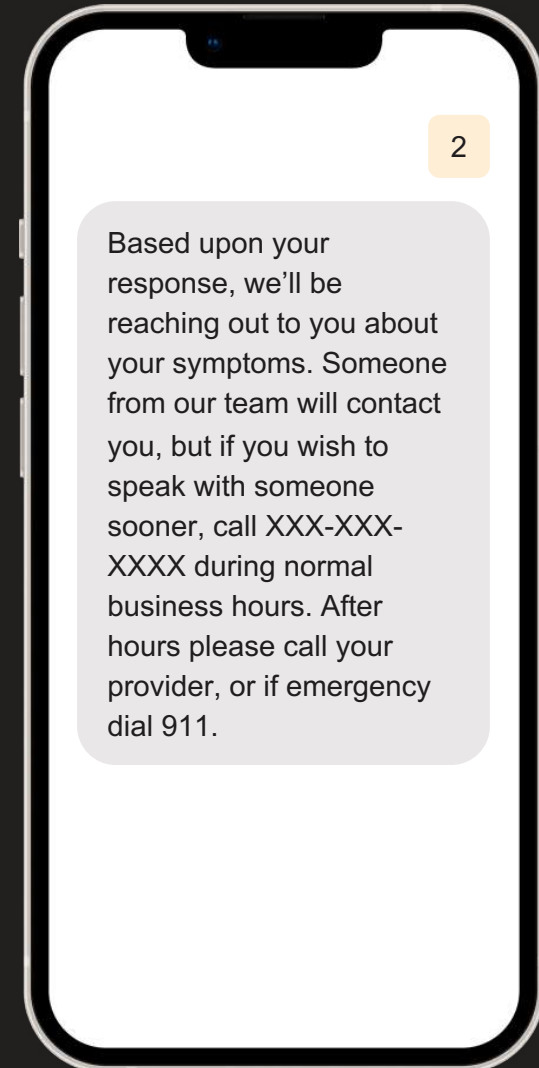 2
Based upon your
response, we’ll be
reaching out to you about
your symptoms. Someone
from our team will contact
you, but if you wish to
speak with someone
sooner, call XXX-XXX-
XXXX during normal
business hours. After
hours please call your
provider, or if emergency
dial 911.